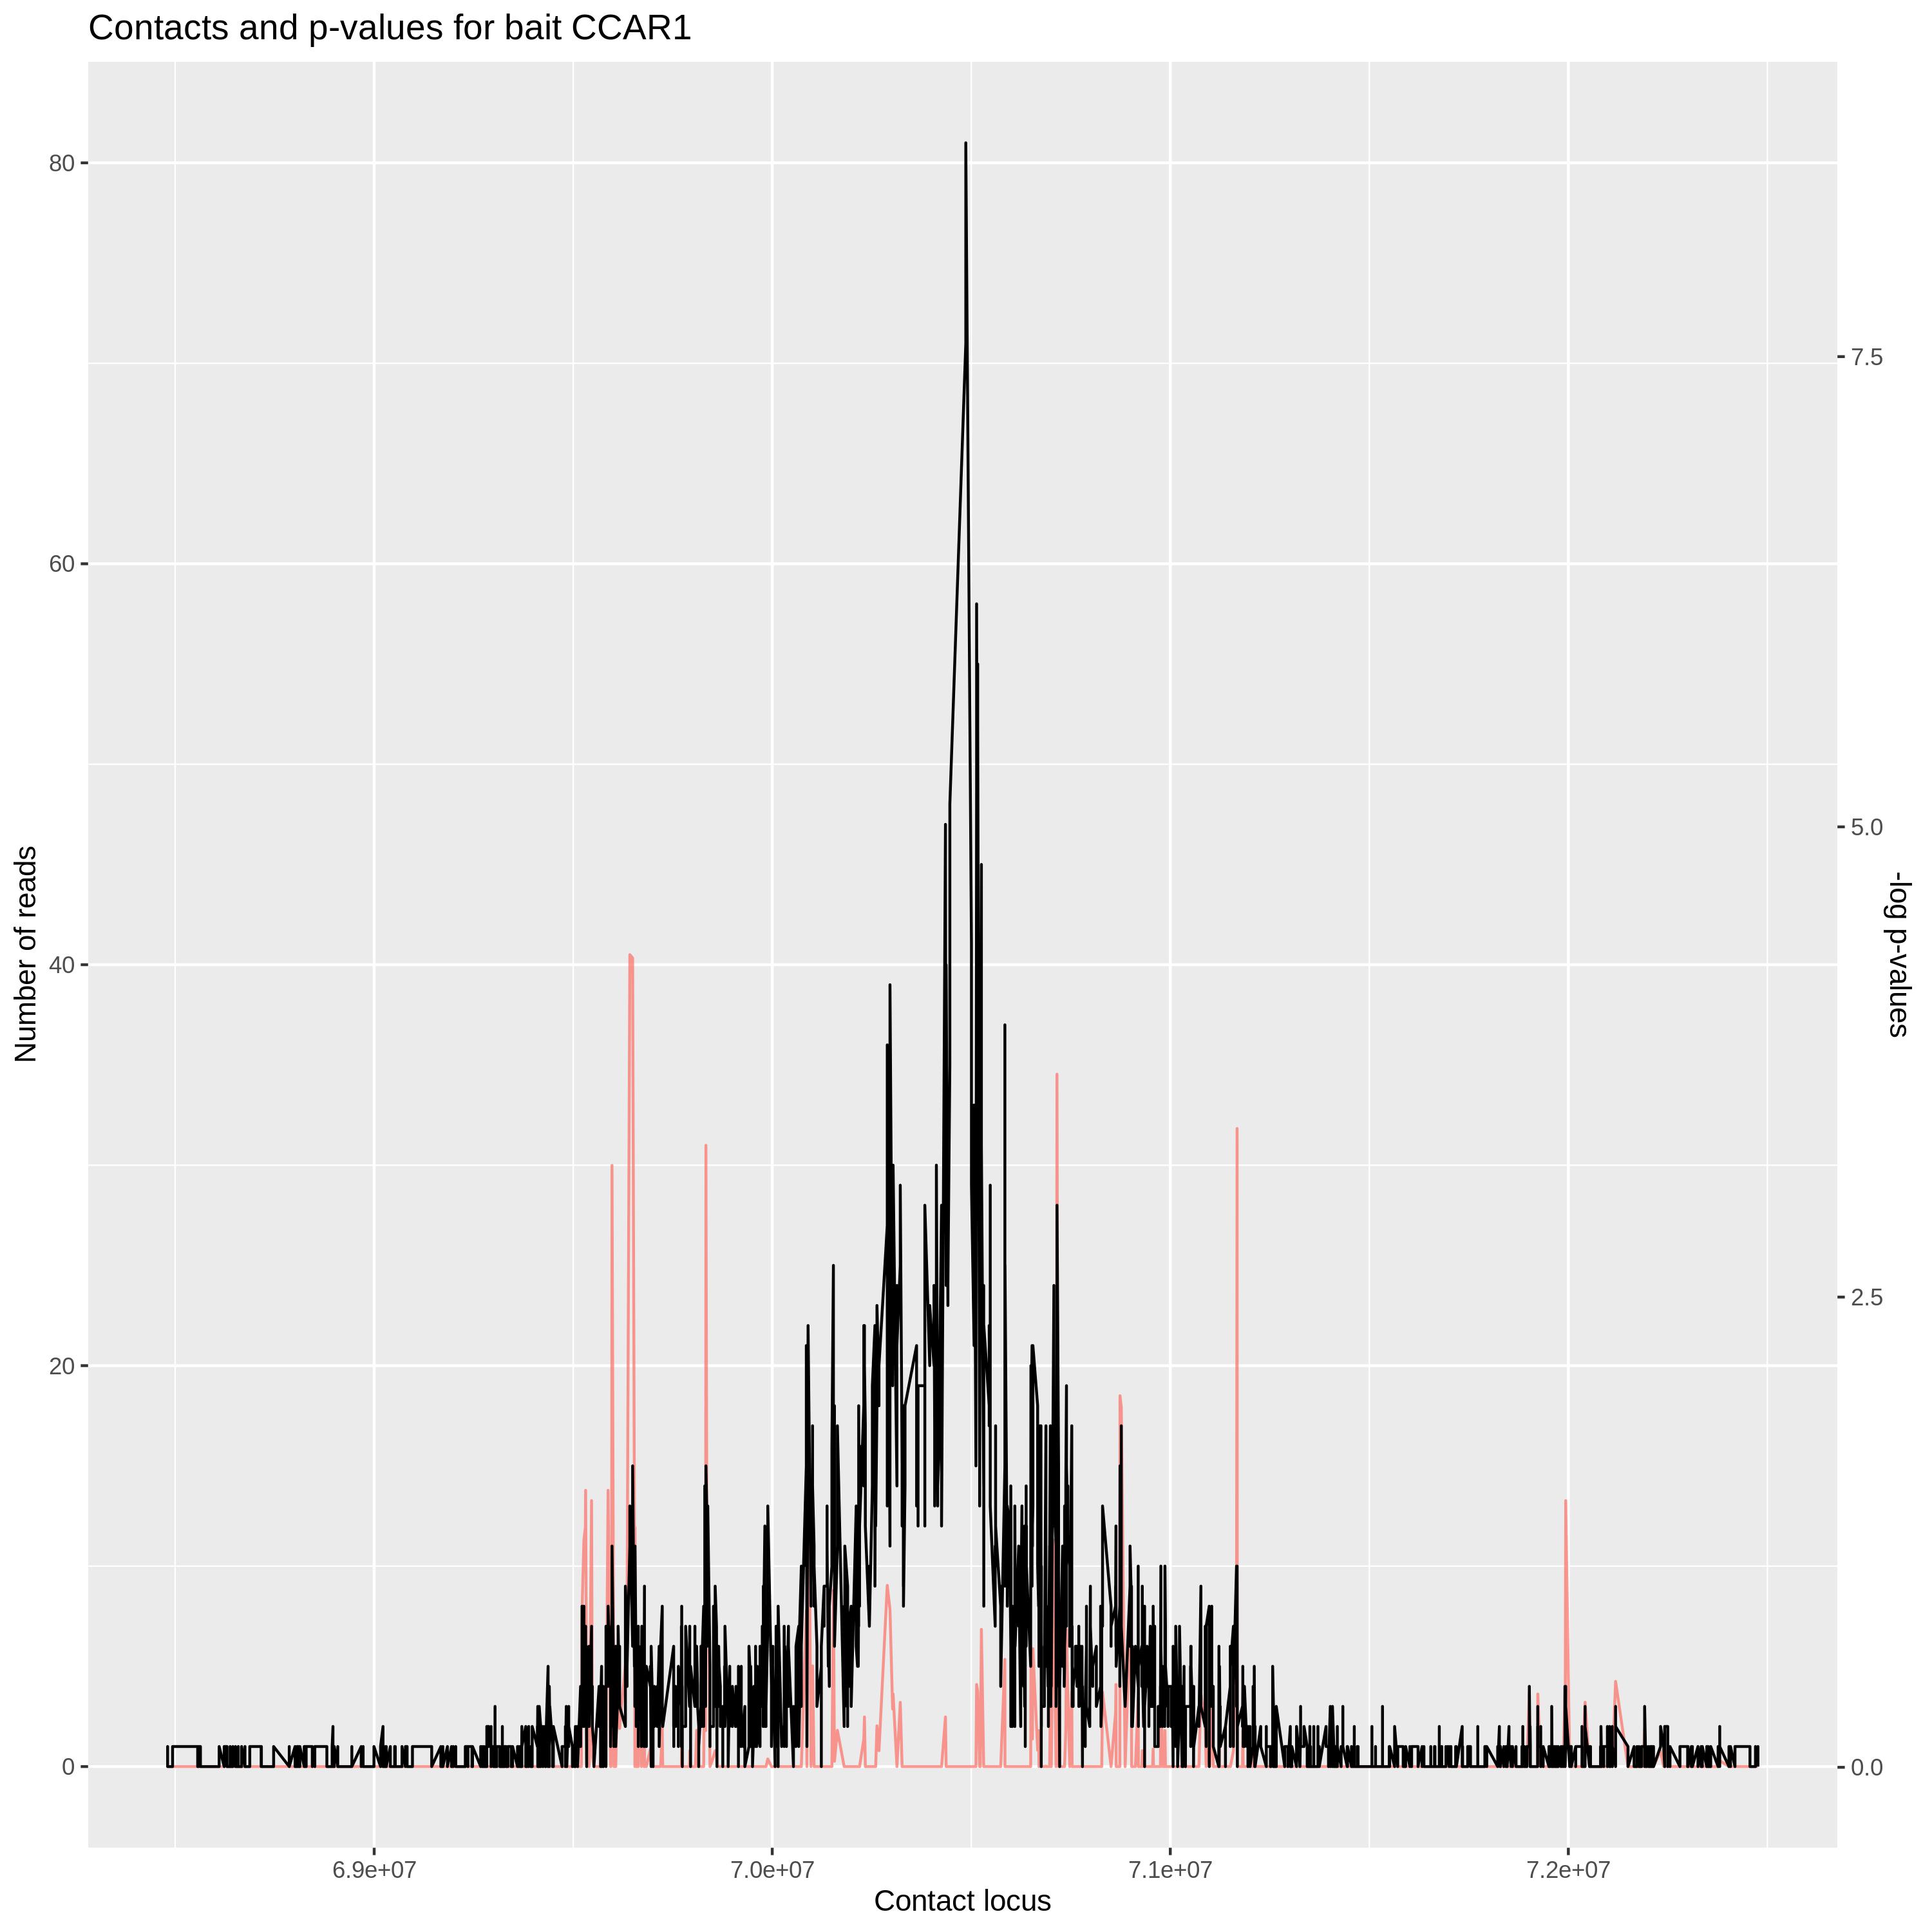 Contacts and p-values for bait CCAR1
80
60
40
20
0
Number of reads
7.5
5.0
2.5
0.0
-log p-values
6.9e+07
7.0e+07
7.1e+07
7.2e+07
Contact locus